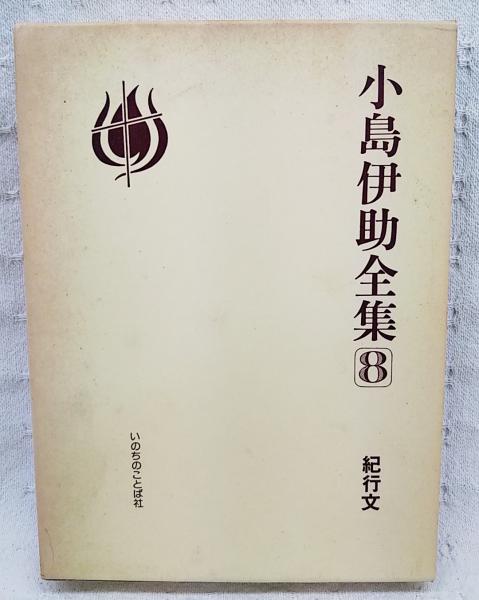 小島伊助全集8
紀行文
いのちのことば社